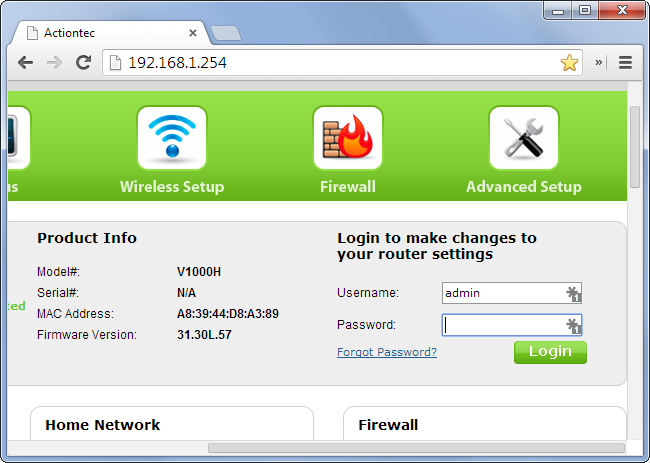 Actiontec
192.168.1.254
us
Wireless Setup
Firewall
Advanced Setup
ted
Product Info
Model#: V1000H
Serial#: N/A
MAC Address: A8:39:44:D8:A3:89
Firmware Version: 31.30L.57
Login to make changes to
your router settings
Username: admin
Password:
Forgot Password?
Login
Home Network
Firewall